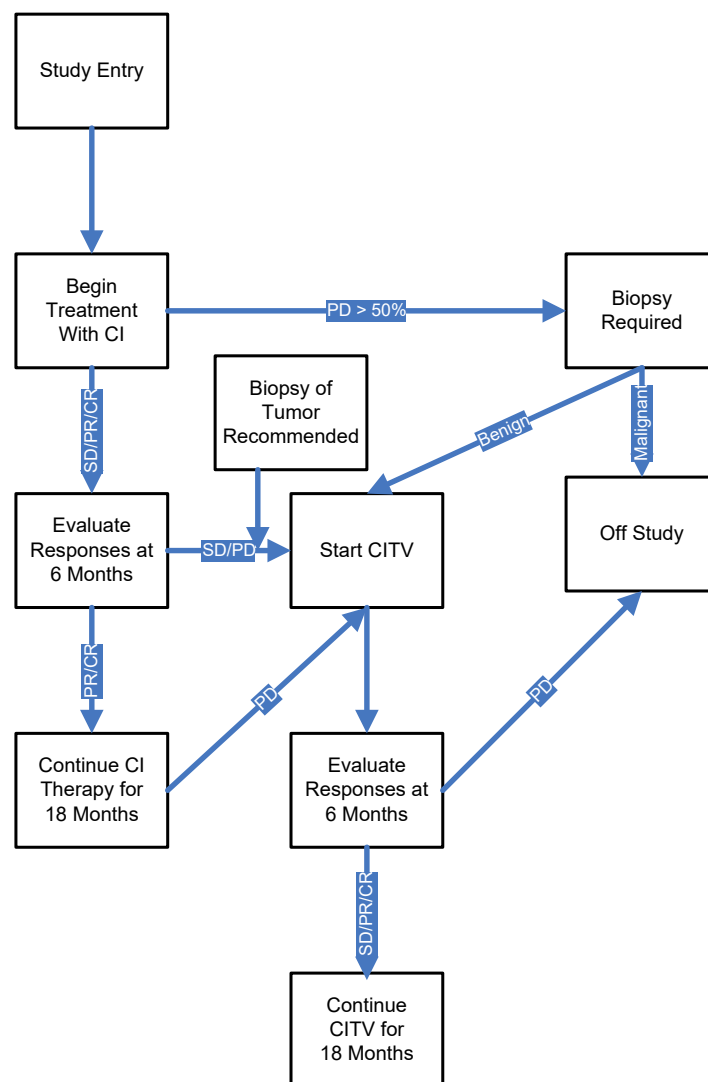 Study Entry
Begin
Treatment
With CI
PD > 50%
Biopsy
Required
SD/PR/CR
Biopsy of
Tumor
Recommended
Benign
Malignant
Evaluate
Responses at
6 Months
SD/PD
Start CITV
Off Study
PR/CR
PD
PD
Continue CI
Therapy for
18 Months
Evaluate
Responses at
6 Months
SD/PR/CR
Continue
CITV for
18 Months